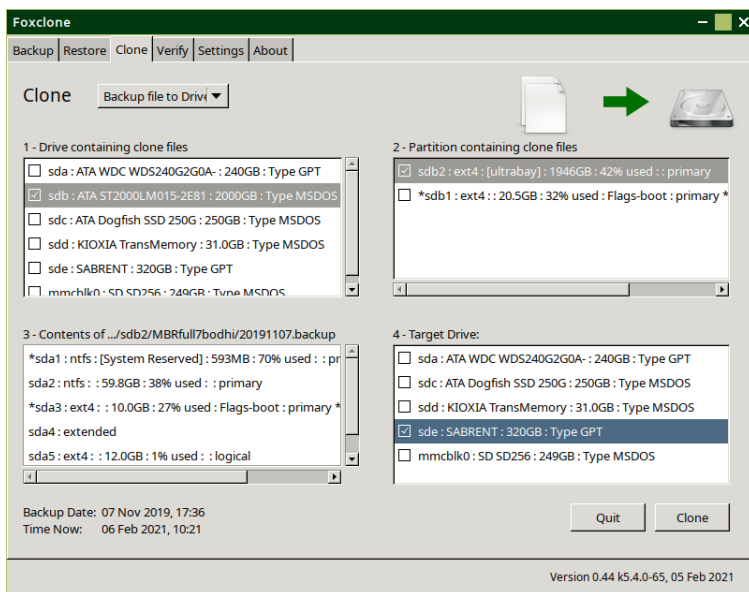 Foxclone
Backup Restore Clone Verify Settings About
Clone
Backup file to Drive
1 - Drive containing clone files
sda : ATA WDC WDS240G2G0A- : 240GB : Type GPT
sdb : ATA ST2000LM015-2E81 : 2000GB : Type MSDOS
sdc : ATA Dogfish SSD 250G : 250GB : Type MSDOS
sdd : KIOXIA TransMemory : 31.0GB : Type MSDOS
sde : SABRENT : 320GB : Type GPT
mmcblk0 : SD SD256 : 249GB : Type MSDOS
2 - Partition containing clone files
sdb2 : ext4 : [ultrabay] : 1946GB : 42% used : : primary
*sdb1 : ext4 : : 20.5GB : 32% used : Flags-boot : primary *
3 - Contents of .../sdb2/MBRfull7bodhi/20191107.backup
*sda1 : ntfs : [System Reserved] : 593MB : 70% used : : pr
sda2 : ntfs : : 59.8GB : 38% used : : primary
*sda3 : ext4 : : 10.0GB : 27% used : Flags-boot : primary *
sda4 : extended
sda5 : ext4 : : 12.0GB : 1% used : : logical
4 - Target Drive:
sda : ATA WDC WDS240G2G0A- : 240GB : Type GPT
sdc : ATA Dogfish SSD 250G : 250GB : Type MSDOS
sdd : KIOXIA TransMemory : 31.0GB : Type MSDOS
sde : SABRENT : 320GB : Type GPT
mmcblk0 : SD SD256 : 249GB : Type MSDOS
Backup Date: 07 Nov 2019, 17:36
Time Now: 06 Feb 2021, 10:21
Quit
Clone
Version 0.44 k5.4.0-65, 05 Feb 2021